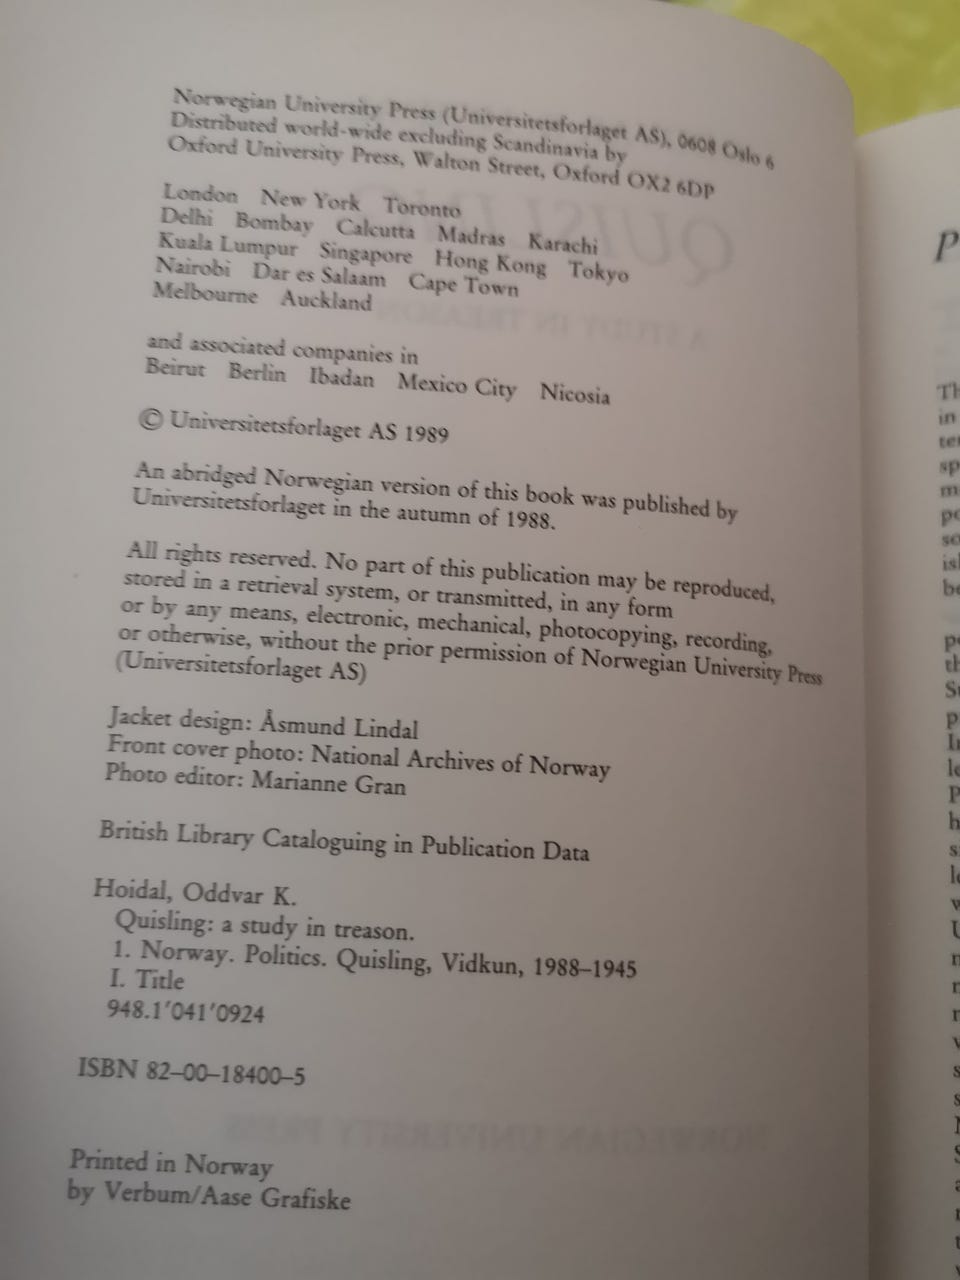 Norwegian University Press (Universitetsforlaget AS), 0608 Oslo 6
Distributed world-wide excluding Scandinavia by
Oxford University Press, Walton Street, Oxford OX2 6DP
London New York Toronto
Delhi Bombay Calcutta Madras Karachi
Kuala Lumpur Singapore Hong Kong Tokyo
Nairobi Dar es Salaam Cape Town
Melbourne Auckland
and associated companies in
Beirut Berlin Ibadan Mexico City Nicosia
© Universitetsforlaget AS 1989
An abridged Norwegian version of this book was published by
Universitetsforlaget in the autumn of 1988.
All rights reserved. No part of this publication may be reproduced,
stored in a retrieval system, or transmitted, in any form
or by any means, electronic, mechanical, photocopying, recording,
or otherwise, without the prior permission of Norwegian University Press
(Universitetsforlaget AS)
Jacket design: Åsmund Lindal
Front cover photo: National Archives of Norway
Photo editor: Marianne Gran
British Library Cataloguing in Publication Data
Hoidal, Oddvar K.
Quisling: a study in treason.
1. Norway. Politics. Quisling, Vidkun, 1988–1945
I. Title
948.1'041'0924
ISBN 82–00–18400–5
Printed in Norway
by Verbum/Aase Grafiske